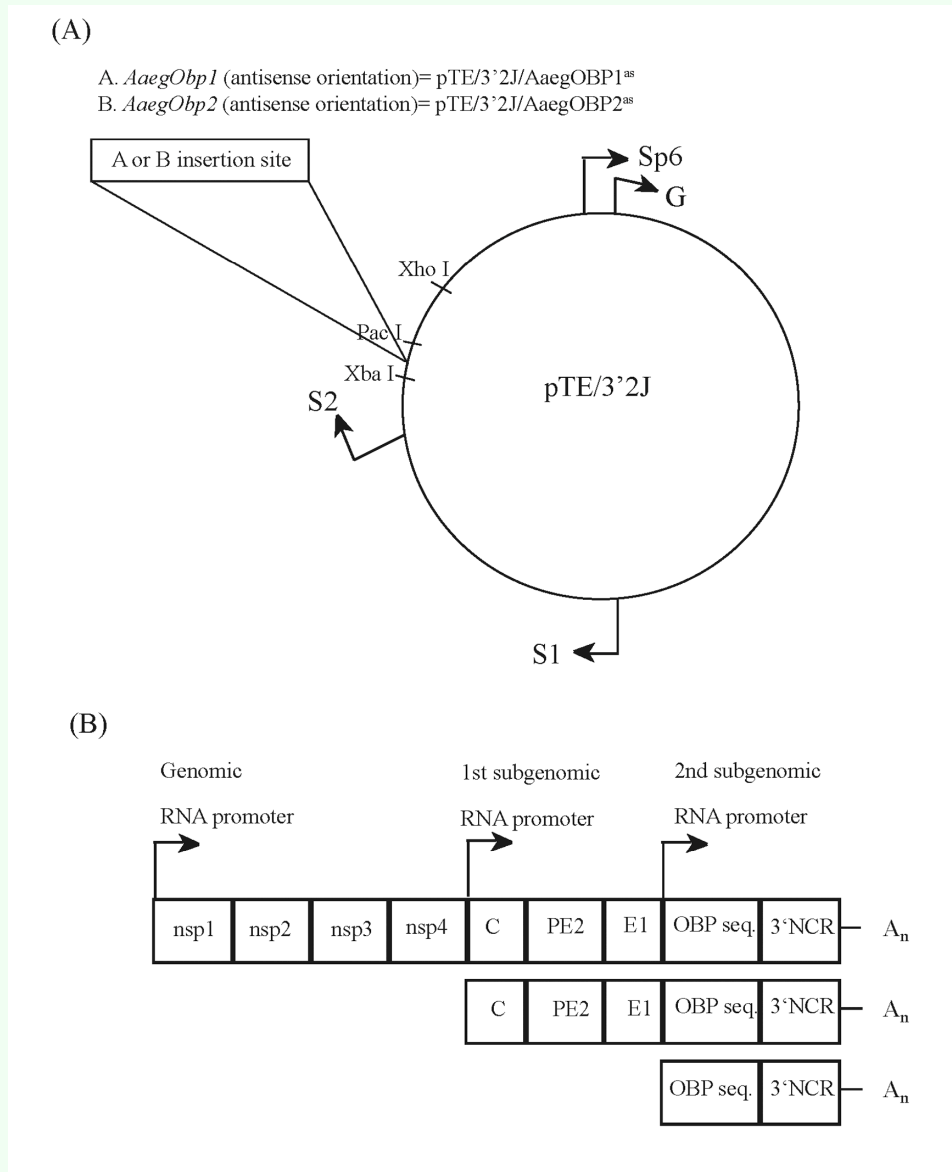 (A)
A. AaegObp1 (antisense orientation)= pTE/3’2J/AaegOBP1ᵃˢ
B. AaegObp2 (antisense orientation)= pTE/3’2J/AaegOBP2ᵃˢ
A or B insertion site
Sp6
G
Xho I
Pac I
Xba I
pTE/3’2J
S2
S1
(B)
Genomic 1st subgenomic 2nd subgenomic
RNA promoter RNA promoter RNA promoter
nsp1 nsp2 nsp3 nsp4 C PE2 E1 OBP seq. 3‘NCR Aₙ
C PE2 E1 OBP seq. 3‘NCR Aₙ
OBP seq. 3‘NCR Aₙ